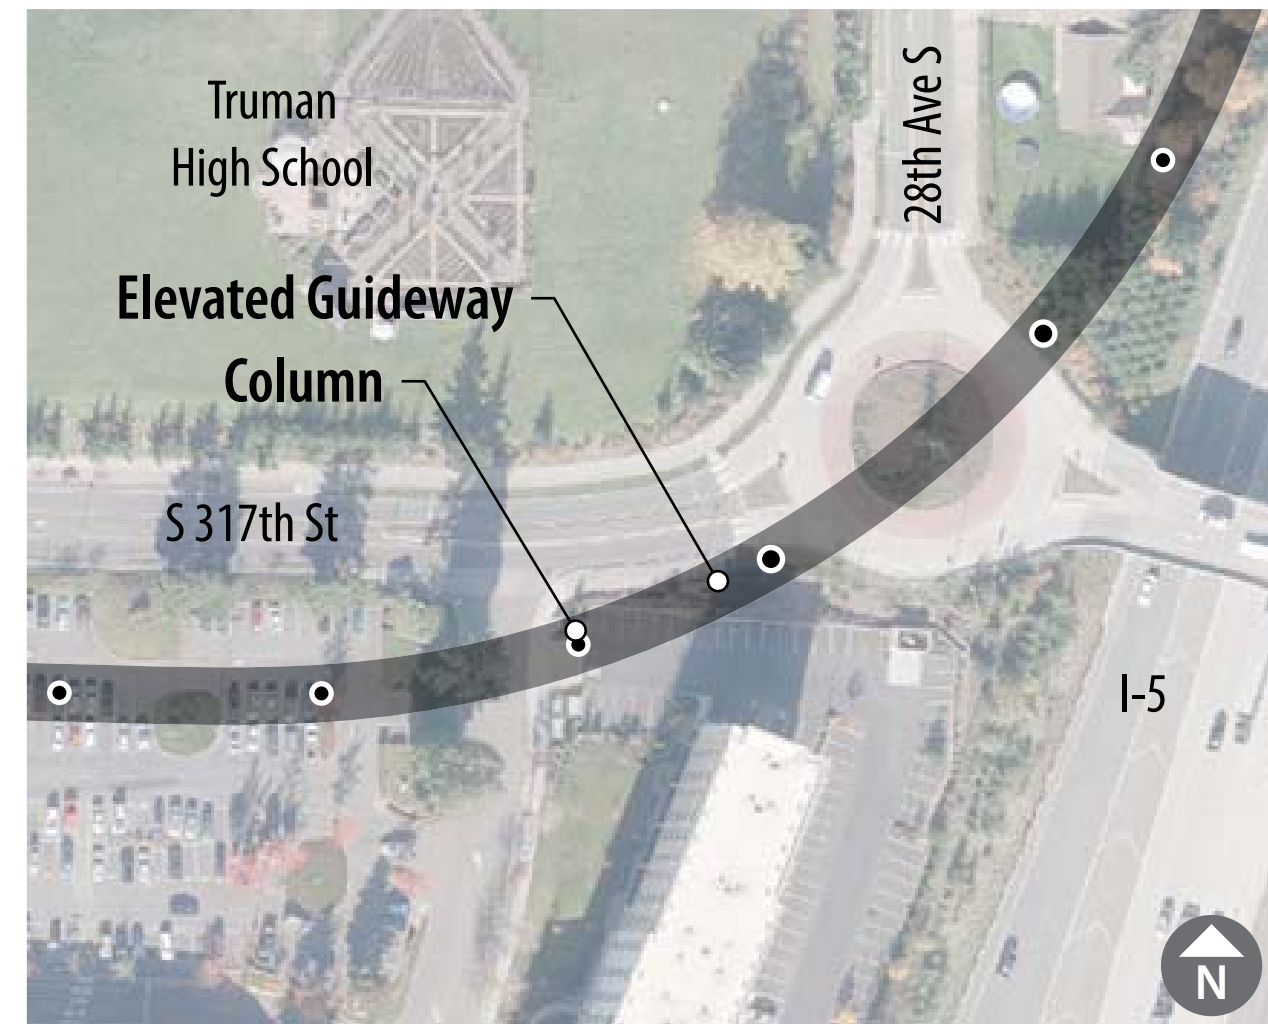 Truman
High School
28th Ave S
Elevated Guideway
Column
S 317th St
I-5
N